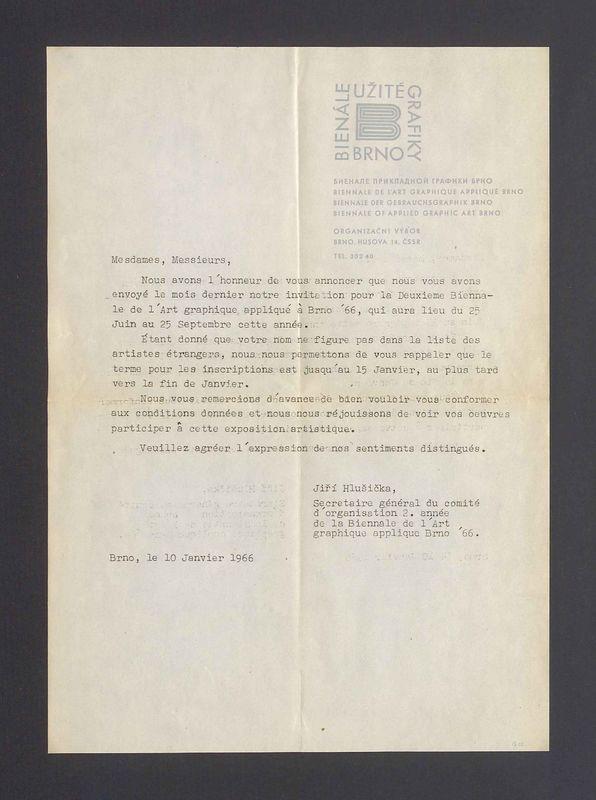 BIENÁLE UŽITÉ GRAFIKY
B BRNO
БИЕНАЛЕ ПРИКЛАДНОЙ ГРАФИКИ БРНО
BIENNALE DE L'ART GRAPHIQUE APPLIQUÉ BRNO
BIENNALE DER GEBRAUCHSGRAPHIK BRNO
BIENNALE OF APPLIED GRAPHIC ART BRNO
ORGANIZAČNÍ VÝBOR
BRNO, HUSOVA 14, ČSSR
TEL. 302 40
Mesdames, Messieurs,
Nous avons l´honneur de vous annoncer que nous vous avons
envoyé le mois dernier notre invitation pour la Deuxieme Bienna-
le de l´Art graphique appliqué à Brno ´66, qui aura lieu du 25
Juin au 25 Septembre cette année.
Étant donné que votre nom ne figure pas dans la liste des
artistes étrangers, nous nous permettons de vous rappeler que le
terme pour les inscriptions est jusqu´au 15 Janvier, au plus tard
vers la fin de Janvier.
Nous vous remercions d´avance de bien vouloir vous conformer
aux conditions données et nous nous réjouissons de voir vos oeuvres
participer à cette exposition artistique.
Veuillez agréer l´expression de nos sentiments distingués.
Jiří Hlušička,
Secretaire général du comité
d´organisstion 2. année
de la Biennale de l´Art
graphique applique Brno ´66.
Brno, le 10 Janvier 1966